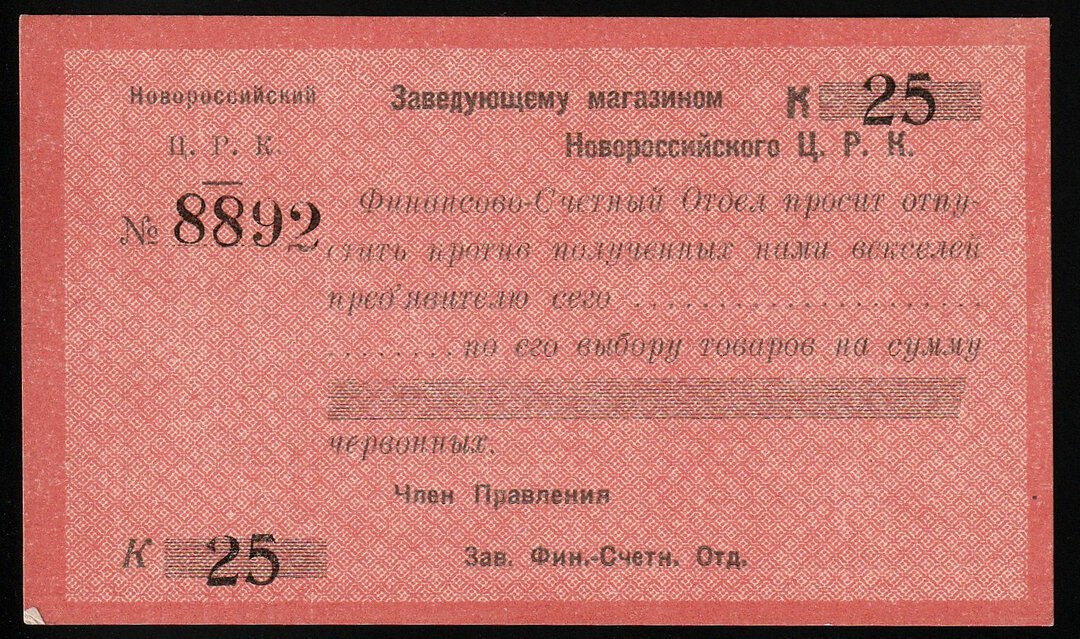 Новороссийский
Ц. Р. К.
№ 8892
Заведующему магазином К 25
Новороссийского Ц. Р. К.
Финансово-Счетный Отдел просит отпу-
стить против полученных нами векселей
пред'явителю сего ......................
........ по его выбору товаров на сумму
червонных.
Член Правления
К 25
Зав. Фин.-Счетн. Отд.